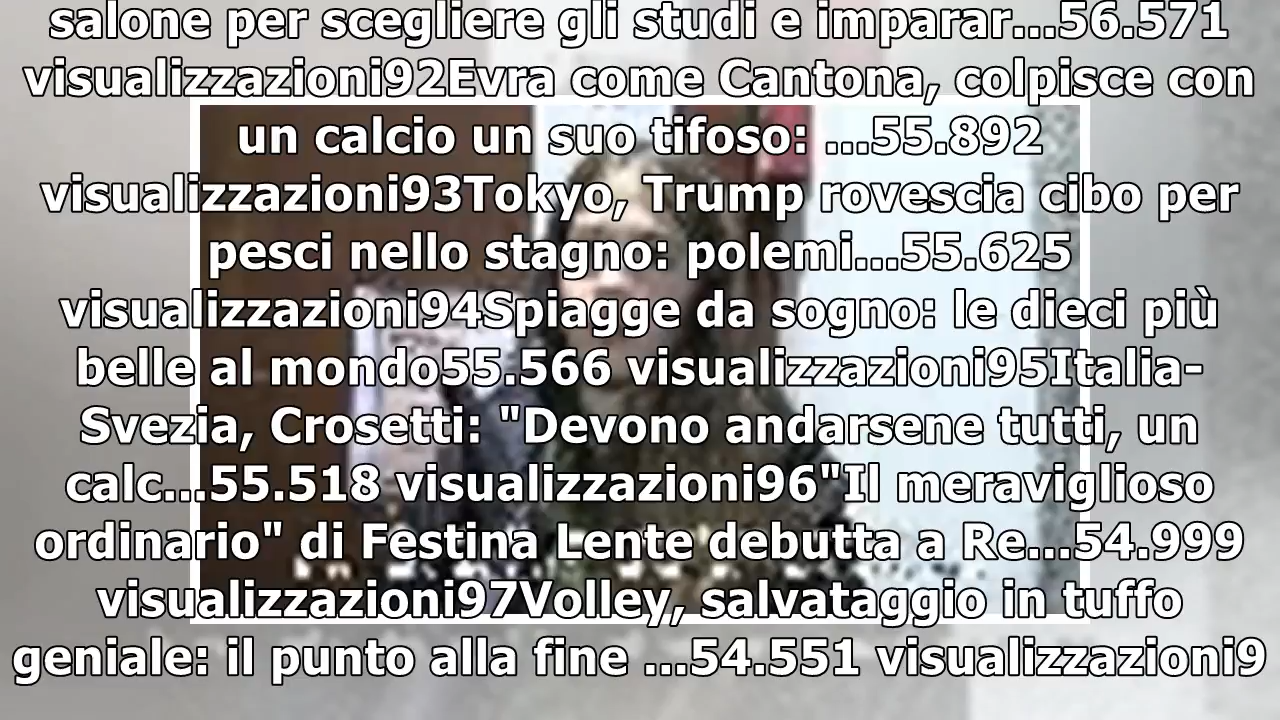 salone per scegliere gli studi e imparar...56.571
visualizzazioni92Evra come Cantona, colpisce con
un calcio un suo tifoso: ...55.892
visualizzazioni93Tokyo, Trump rovescia cibo per
pesci nello stagno: polemi...55.625
visualizzazioni94Spiagge da sogno: le dieci più
belle al mondo55.566 visualizzazioni95Italia-
Svezia, Crosetti: "Devono andarsene tutti, un
calc...55.518 visualizzazioni96"Il meraviglioso
ordinario" di Festina Lente debutta a Re...54.999
visualizzazioni97Volley, salvataggio in tuffo
geniale: il punto alla fine ...54.551 visualizzazioni9